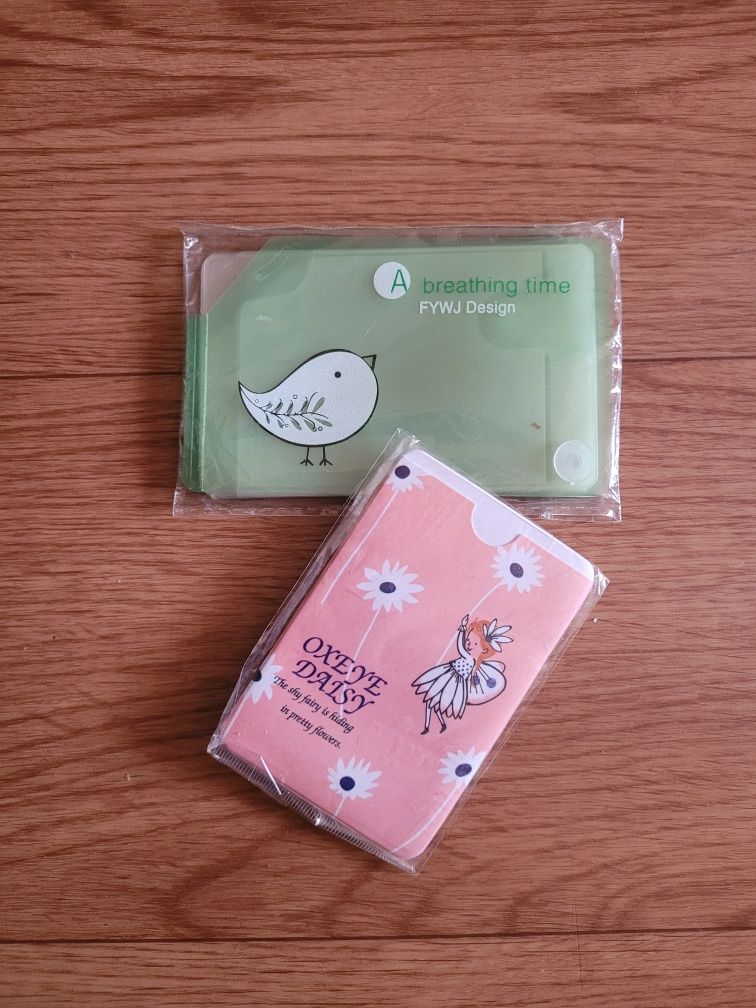 A breathing time
FYWJ Design
OXEYE
DAISY
The shy fairy is hiding
in pretty flowers.